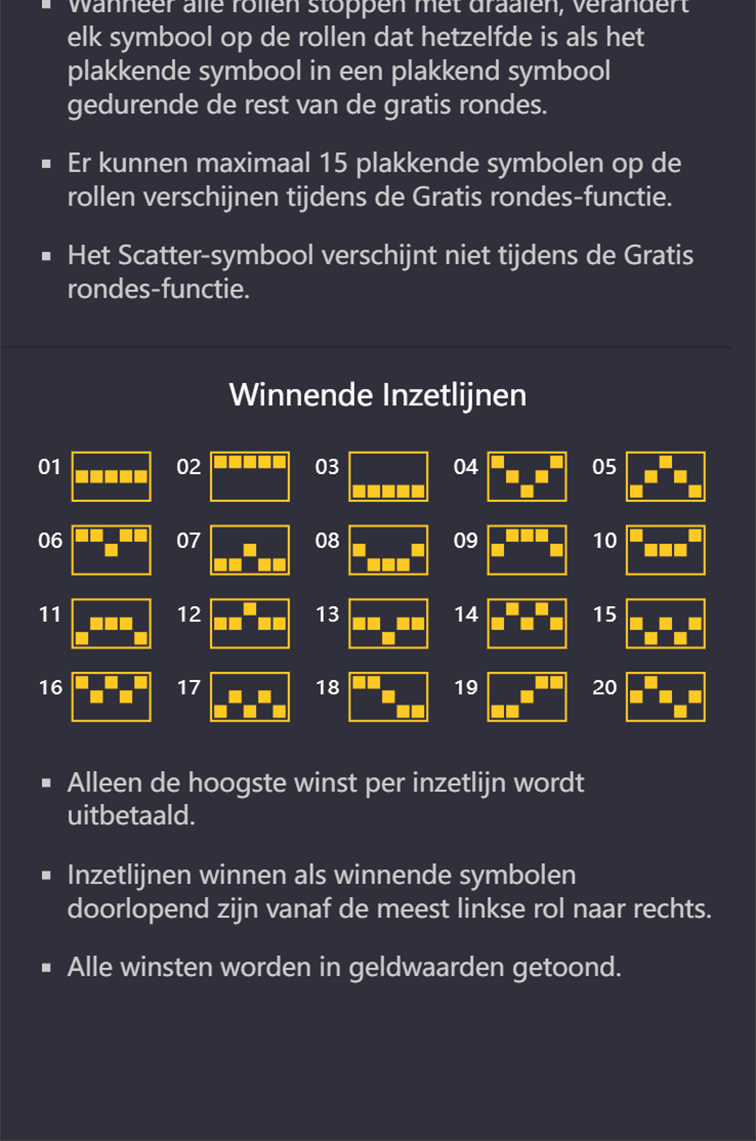 Wanneer alle rollen stoppen met draaien, verandert
elk symbool op de rollen dat hetzelfde is als het
plakkende symbool in een plakkend symbool
gedurende de rest van de gratis rondes.
Er kunnen maximaal 15 plakkende symbolen op de
rollen verschijnen tijdens de Gratis rondes-functie.
Het Scatter-symbool verschijnt niet tijdens de Gratis
rondes-functie.
Winnende Inzetlijnen
01 02 03 04 05
06 07 08 09 10
11 12 13 14 15
16 17 18 19 20
Alleen de hoogste winst per inzetlijn wordt
uitbetaald.
Inzetlijnen winnen als winnende symbolen
doorlopend zijn vanaf de meest linkse rol naar rechts.
Alle winsten worden in geldwaarden getoond.